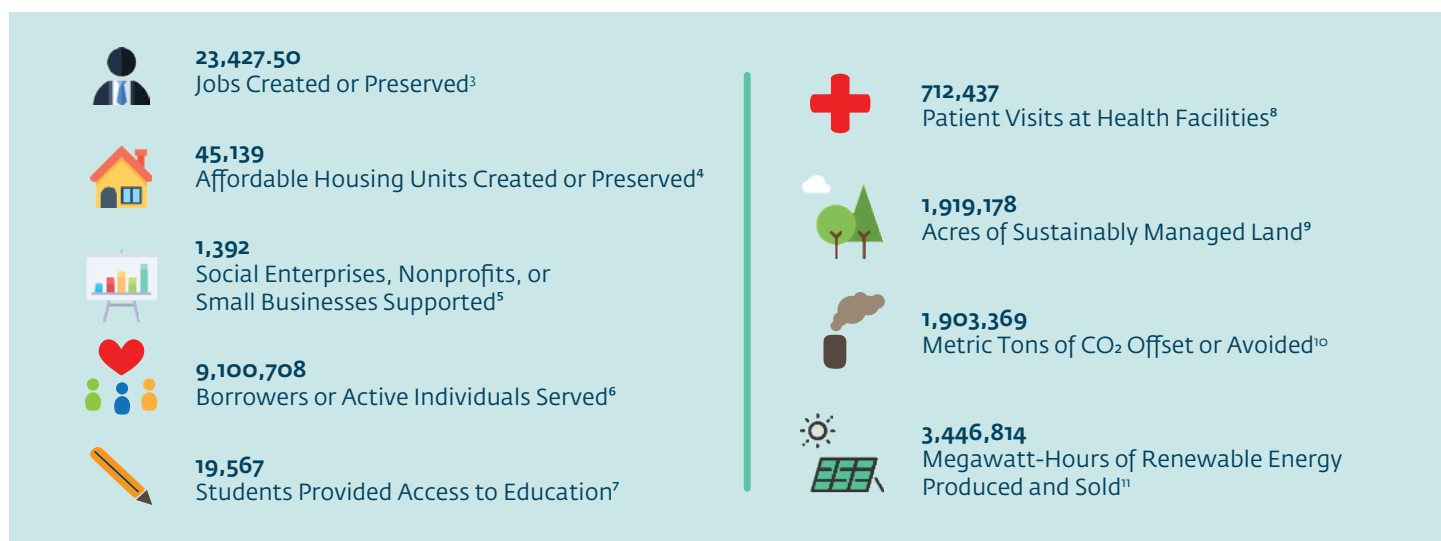 23,427.50
Jobs Created or Preserved³
45,139
Affordable Housing Units Created or Preserved⁴
1,392
Social Enterprises, Nonprofits, or
Small Businesses Supported⁵
9,100,708
Borrowers or Active Individuals Served⁶
19,567
Students Provided Access to Education⁷
712,437
Patient Visits at Health Facilities⁸
1,919,178
Acres of Sustainably Managed Land⁹
1,903,369
Metric Tons of CO₂ Offset or Avoided¹⁰
3,446,814
Megawatt-Hours of Renewable Energy
Produced and Sold¹¹